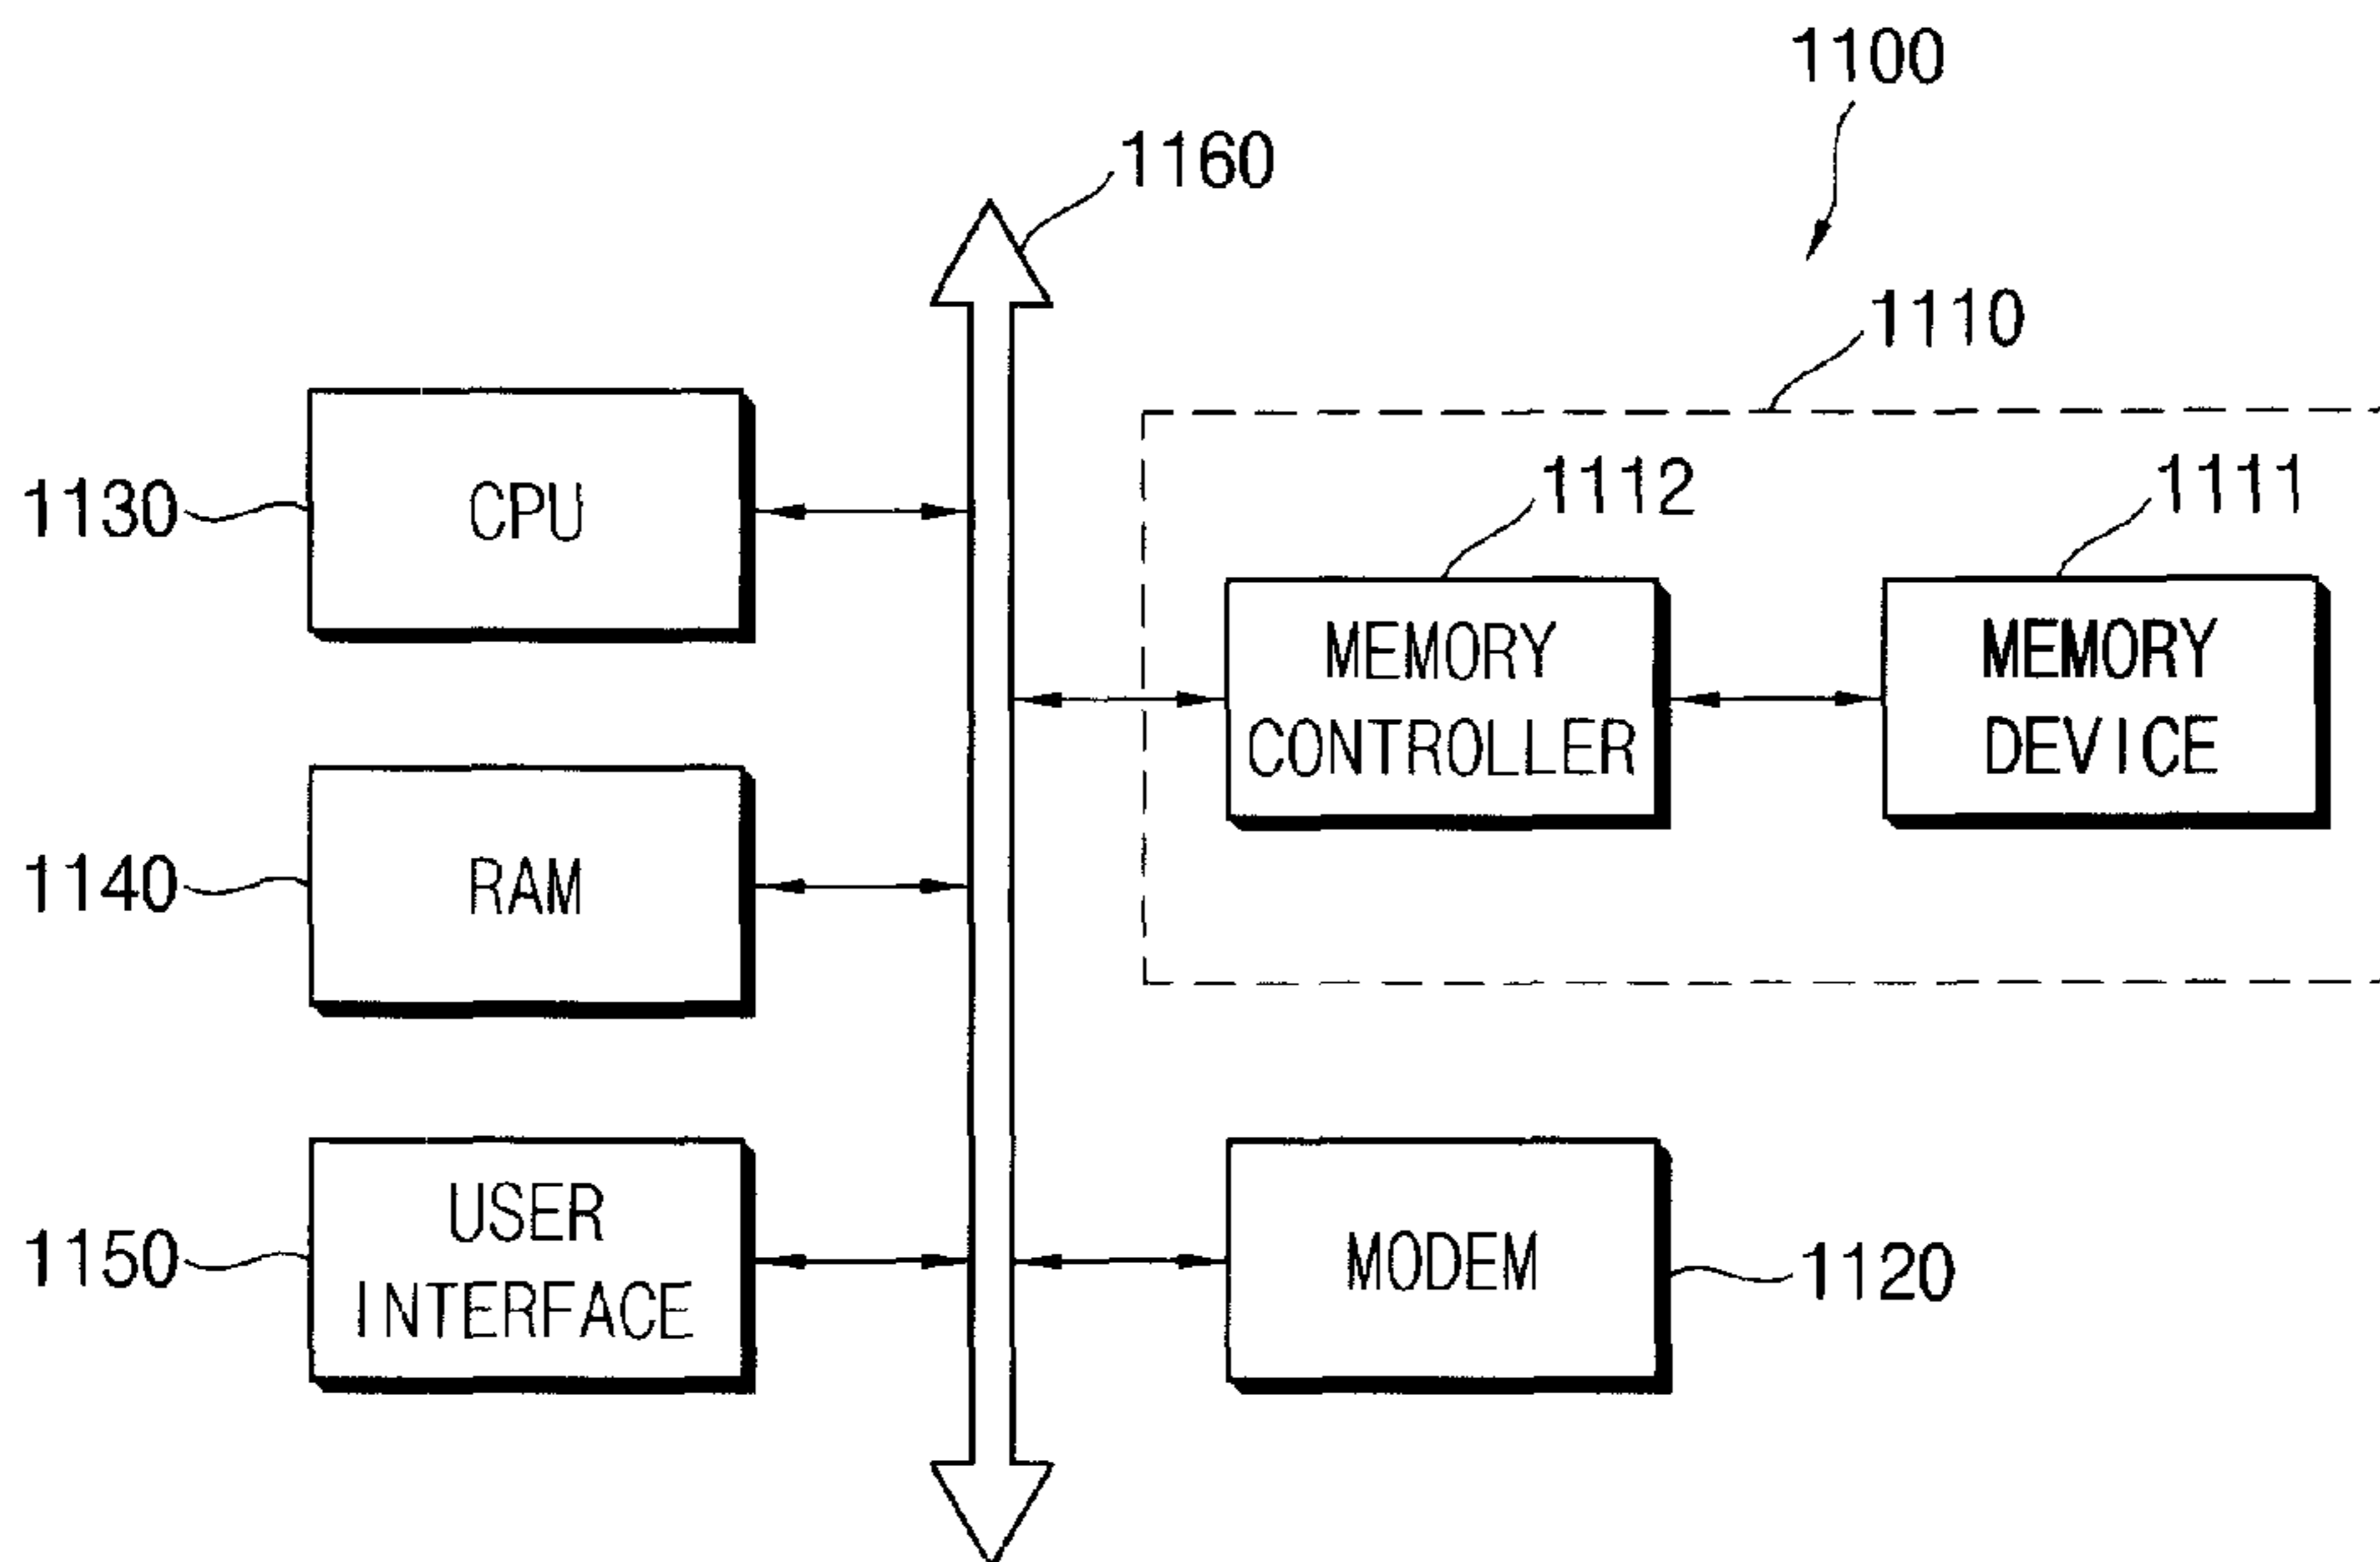 1100
1160
1110
1130
CPU
1112
1111
MEMORY
CONTROLLER
MEMORY
DEVICE
1140
RAM
1150
USER
INTERFACE
MODEM
1120